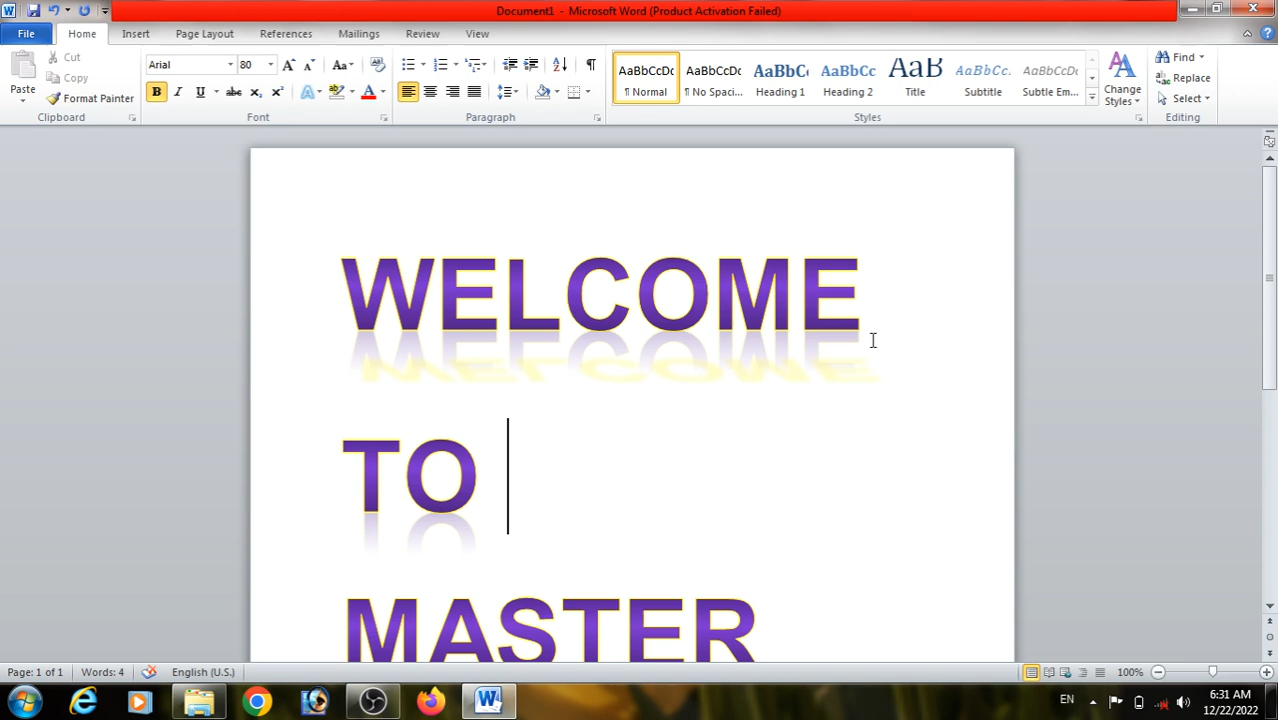 Document1 - Microsoft Word (Product Activation Failed)
File Home Insert Page Layout References Mailings Review View
Cut
Copy
Format Painter
Paste
Clipboard
Arial 80
Font
Paragraph
AaBbCcDc AaBbCcDc AaBbCc AaBbCc AaB AaBbCc. AaBbCcDc
¶ Normal ¶ No Spaci... Heading 1 Heading 2 Title Subtitle Subtle Em...
Change Styles
Styles
Find
Replace
Select
Editing
WELCOME
TO
MASTER
Page: 1 of 1 Words: 4 English (U.S.) 100%
EN 6:31 AM
12/22/2022